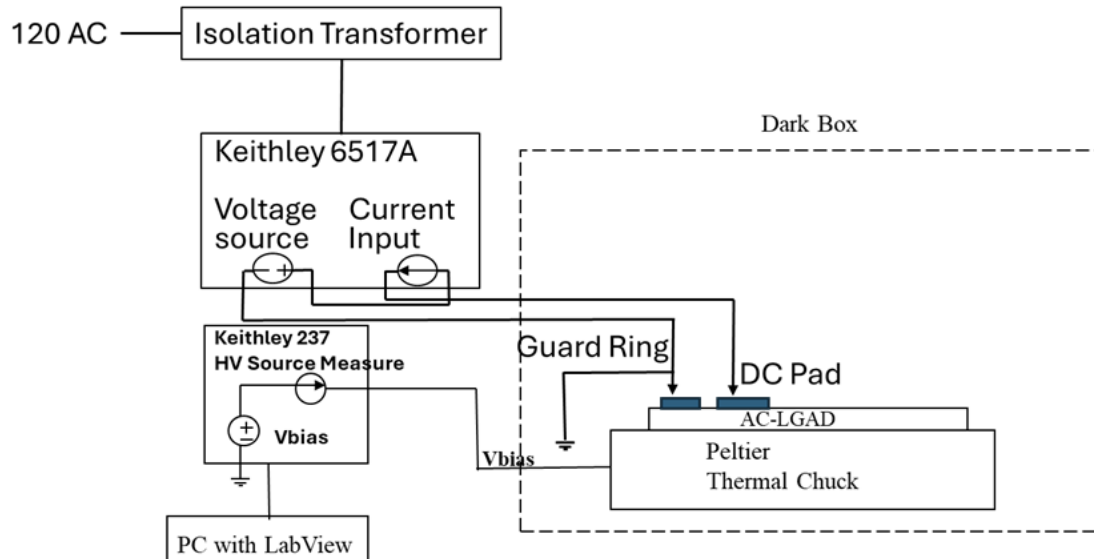 120 AC
Isolation Transformer
Keithley 6517A
Voltage
source
Current
Input
Dark Box
Keithley 237
HV Source Measure
Vbias
Guard Ring
DC Pad
AC-LGAD
Vbias
Peltier
Thermal Chuck
PC with LabView